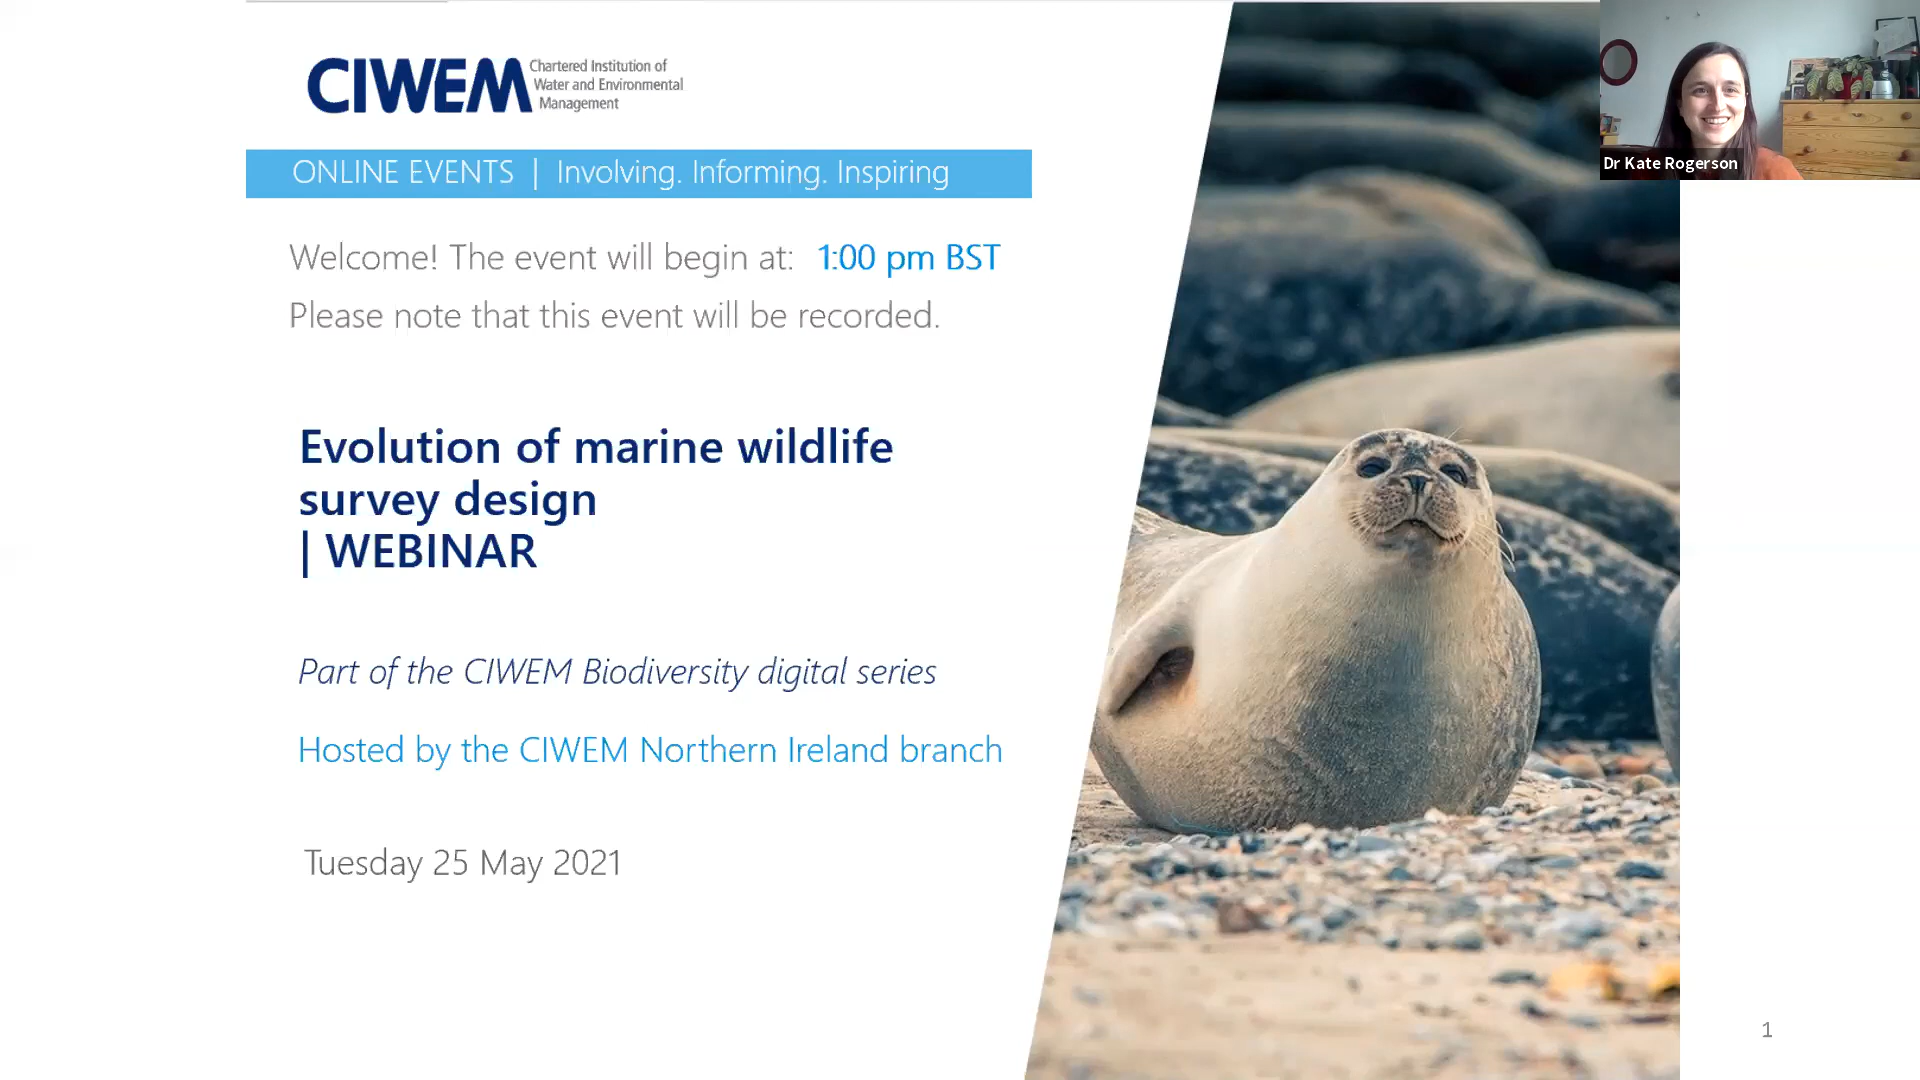 CIWEM
Chartered Institution of
Water and Environmental
Management
ONLINE EVENTS | Involving. Informing. Inspiring
Welcome! The event will begin at: 1:00 pm BST
Please note that this event will be recorded.
Evolution of marine wildlife
survey design
| WEBINAR
Part of the CIWEM Biodiversity digital series
Hosted by the CIWEM Northern Ireland branch
Tuesday 25 May 2021
Dr Kate Rogerson
1